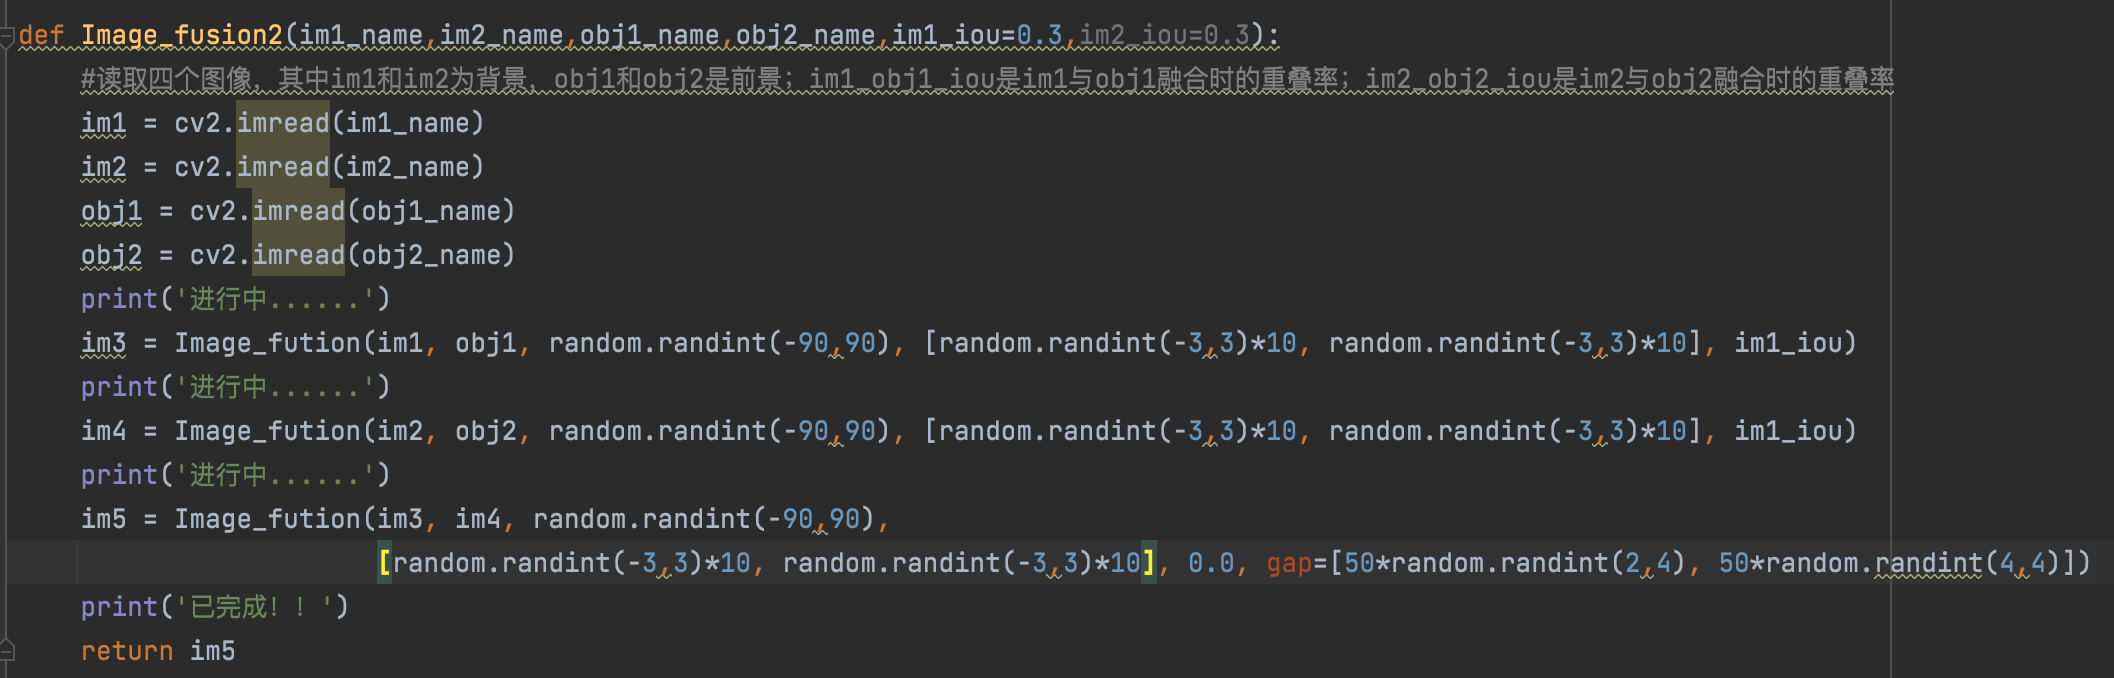 def Image_fusion2(im1_name,im2_name,obj1_name,obj2_name,im1_iou=0.3,im2_iou=0.3):
    #读取四个图像，其中im1和im2为背景，obj1和obj2是前景；im1_obj1_iou是im1与obj1融合时的重叠率；im2_obj2_iou是im2与obj2融合时的重叠率
    im1 = cv2.imread(im1_name)
    im2 = cv2.imread(im2_name)
    obj1 = cv2.imread(obj1_name)
    obj2 = cv2.imread(obj2_name)
    print('进行中......')
    im3 = Image_fution(im1, obj1, random.randint(-90,90), [random.randint(-3,3)*10, random.randint(-3,3)*10], im1_iou)
    print('进行中......')
    im4 = Image_fution(im2, obj2, random.randint(-90,90), [random.randint(-3,3)*10, random.randint(-3,3)*10], im1_iou)
    print('进行中......')
    im5 = Image_fution(im3, im4, random.randint(-90,90),
                       [random.randint(-3,3)*10, random.randint(-3,3)*10], 0.0, gap=[50*random.randint(2,4), 50*random.randint(4,4)])
    print('已完成！！')
    return im5